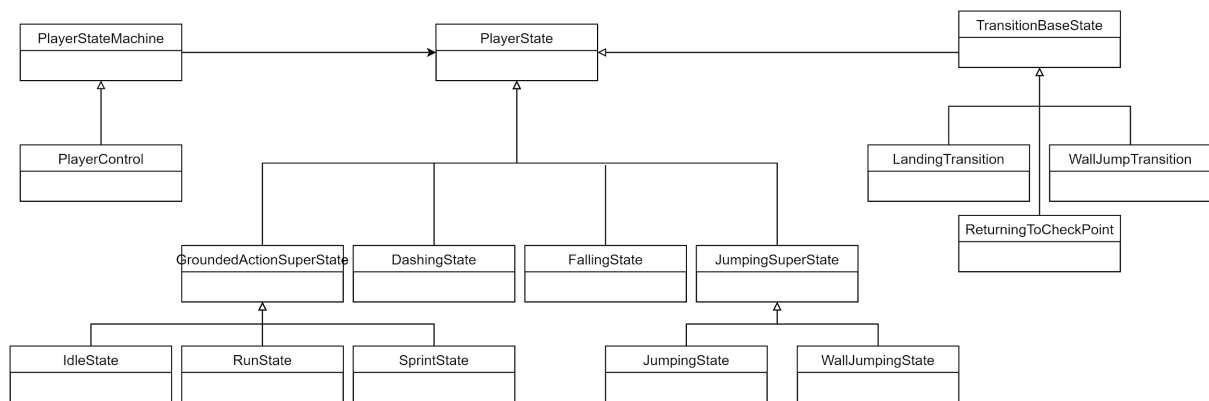 PlayerStateMachine
PlayerState
TransitionBaseState
PlayerControl
LandingTransition
WallJumpTransition
ReturningToCheckPoint
GroundedActionSuperState
DashingState
FallingState
JumpingSuperState
IdleState
RunState
SprintState
JumpingState
WallJumpingState